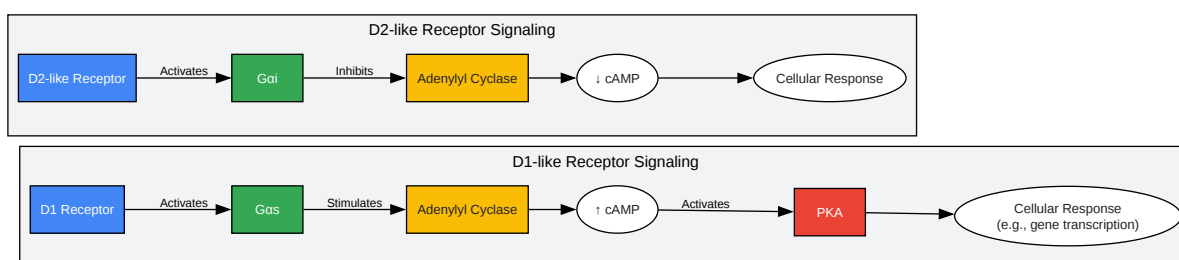 D2-like Receptor Signaling
D2-like Receptor
Activates
Gαi
Inhibits
Adenylyl Cyclase
↓ cAMP
Cellular Response
D1-like Receptor Signaling
D1 Receptor
Activates
Gαs
Stimulates
Adenylyl Cyclase
↑ cAMP
Activates
PKA
Cellular Response
(e.g., gene transcription)